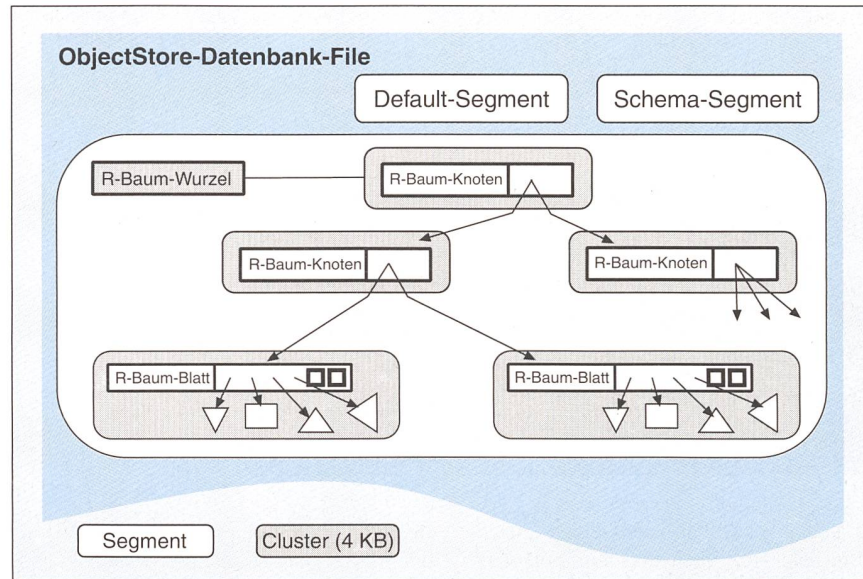 ObjectStore-Datenbank-File
Default-Segment
Schema-Segment
R-Baum-Wurzel
R-Baum-Knoten
R-Baum-Knoten
R-Baum-Knoten
R-Baum-Blatt
R-Baum-Blatt
Segment
Cluster (4 KB)